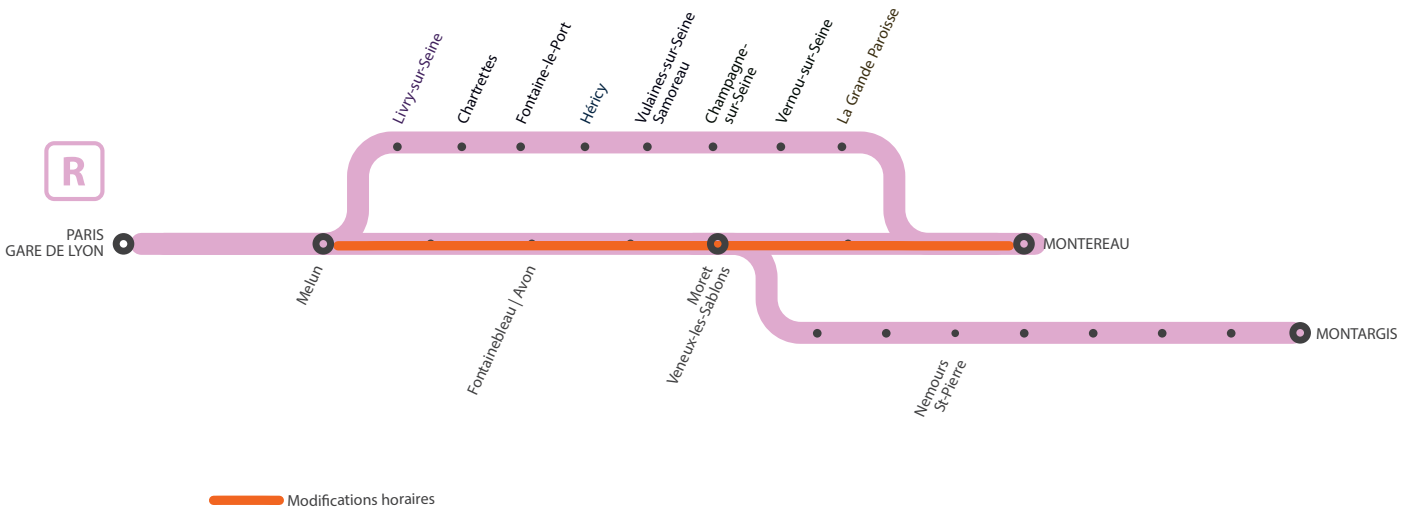 Livry-sur-Seine
Chartrettes
Fontaine-le-Port
Héricy
Vulaines-sur-Seine
Samoreau
Champagne-
sur-Seine
Vernou-sur-Seine
La Grande Paroisse
R
PARIS
GARE DE LYON
MONTEREAU
Melun
Fontainebleau | Avon
Moret
Veneux-les-Sablons
MONTARGIS
Nemours
St-Pierre
Modifications horaires